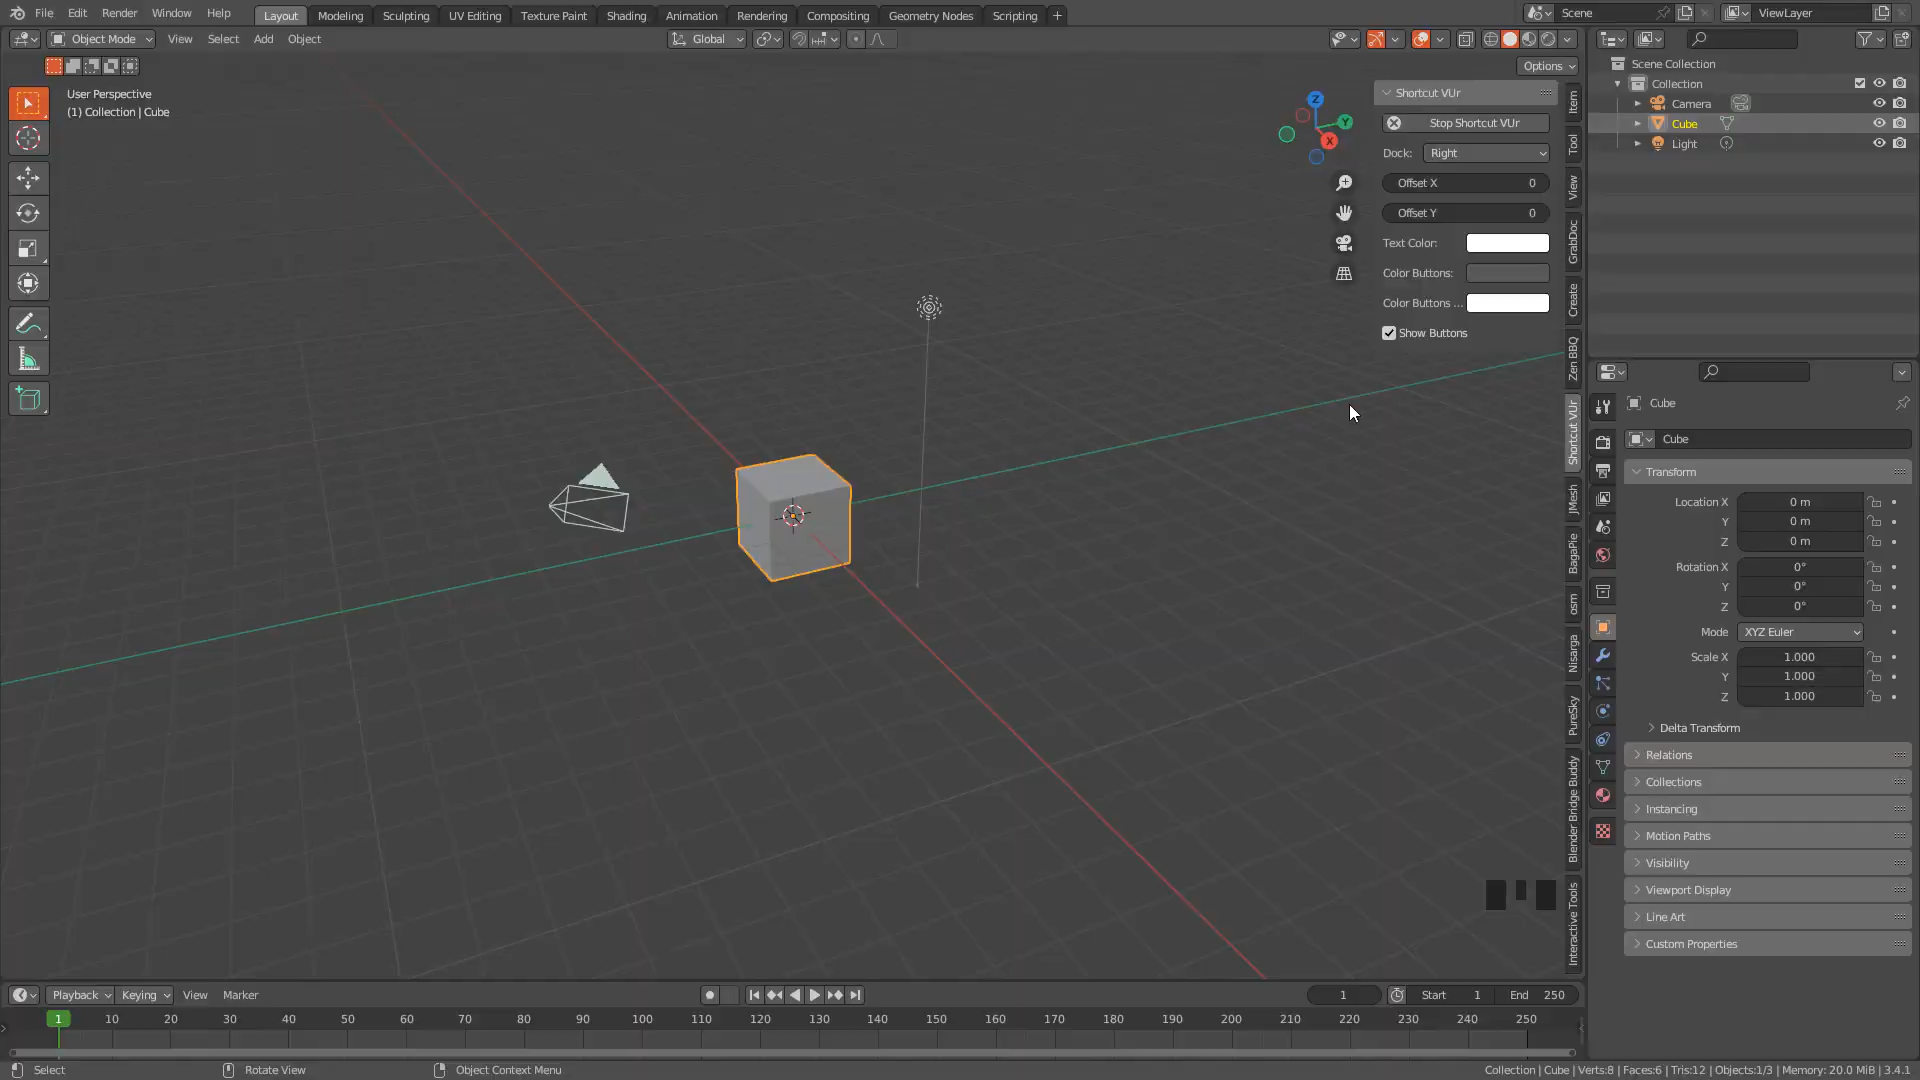 File Edit Render Window Help Layout Modeling Sculpting UV Editing Texture Paint Shading Animation Rendering Compositing Geometry Nodes Scripting + Scene ViewLayer
Object Mode View Select Add Object Global
Options
User Perspective
(1) Collection | Cube
Shortcut VUr
Stop Shortcut VUr
Dock: Right
Offset X 0
Offset Y 0
Text Color:
Color Buttons:
Color Buttons ...
Show Buttons
Z
Y
X
Item
Tool
View
GrabDoc
Create
Zen BBQ
Shortcut VUr
JMesh
BagaPie
osm
Nisarga
PureSky
Blender Bridge Buddy
Interactive Tools
Scene Collection
Collection
Camera
Cube
Light
Cube
Cube
Transform
Location X 0 m
Y 0 m
Z 0 m
Rotation X 0°
Y 0°
Z 0°
Mode XYZ Euler
Scale X 1.000
Y 1.000
Z 1.000
Delta Transform
Relations
Collections
Instancing
Motion Paths
Visibility
Viewport Display
Line Art
Custom Properties
Playback Keying View Marker 1 Start 1 End 250
1 10 20 30 40 50 60 70 80 90 100 110 120 130 140 150 160 170 180 190 200 210 220 230 240 250
Select Rotate View Object Context Menu Collection | Cube | Verts:8 | Faces:6 | Tris:12 | Objects:1/3 | Memory: 20.0 MiB | 3.4.1